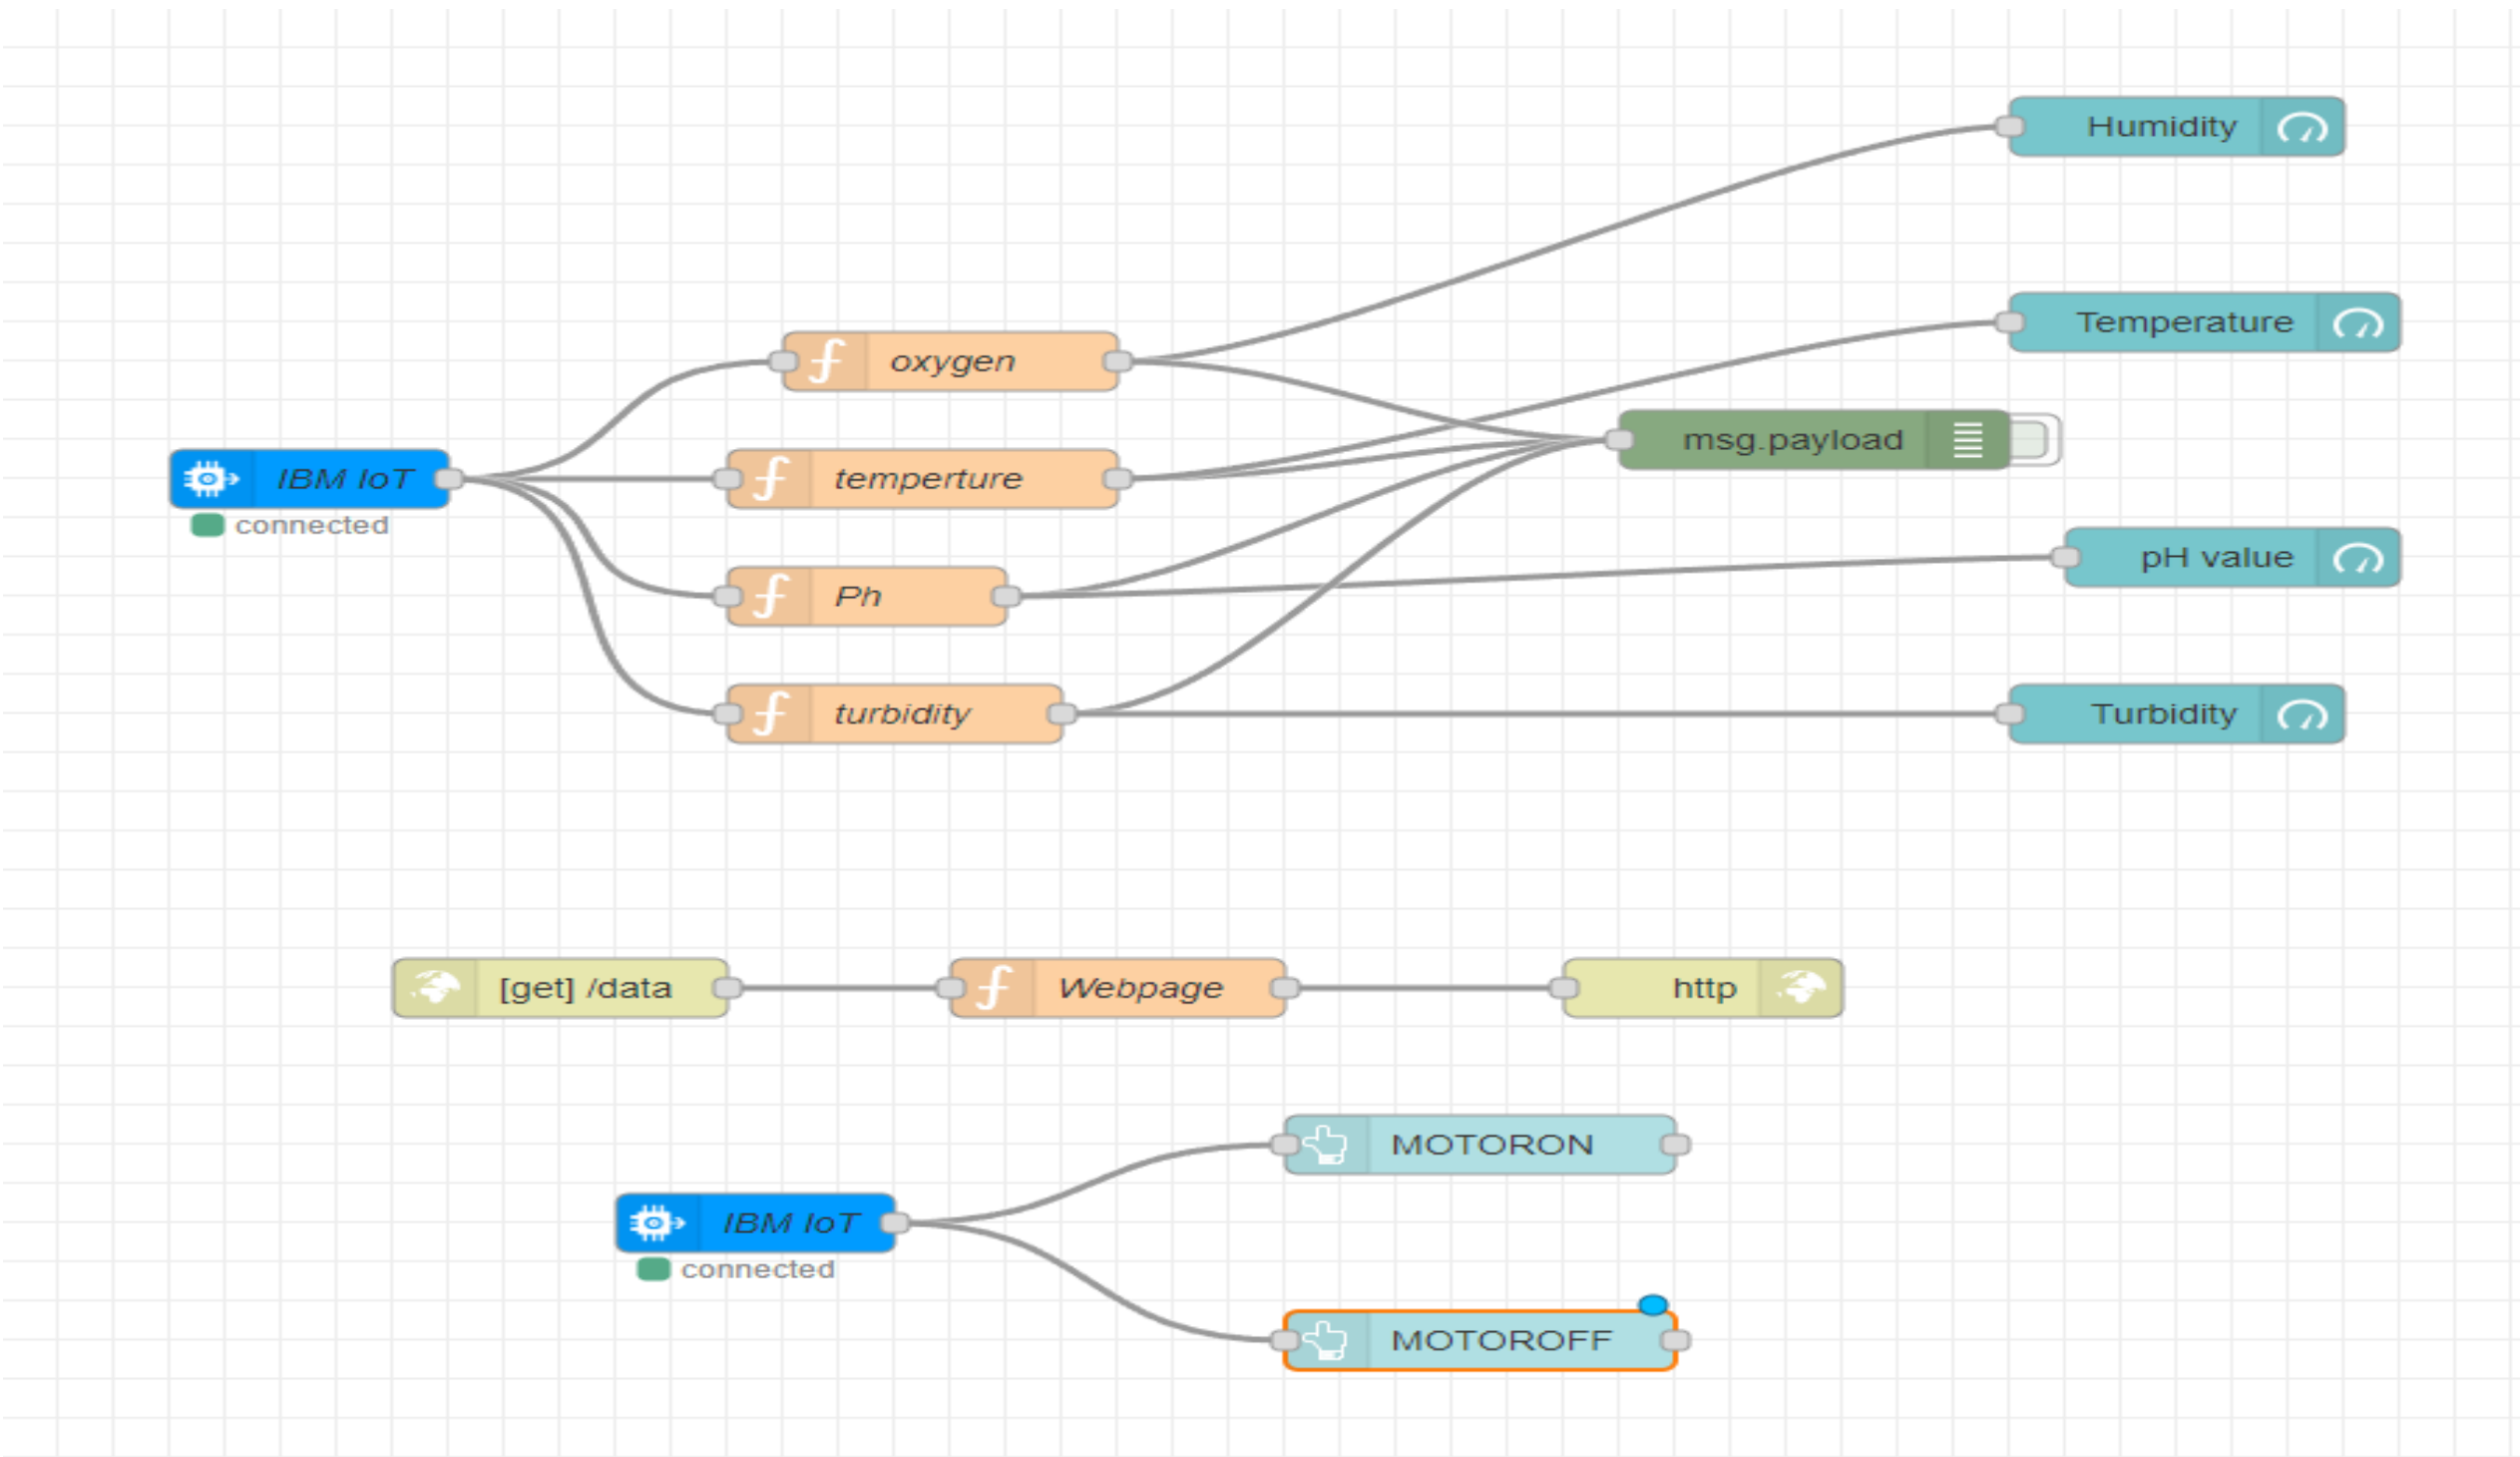 Humidity
Temperature
oxygen
msg.payload
IBM IoT
temperture
connected
pH value
Ph
turbidity
Turbidity
[get] /data
Webpage
http
MOTORON
IBM IoT
connected
MOTOROFF